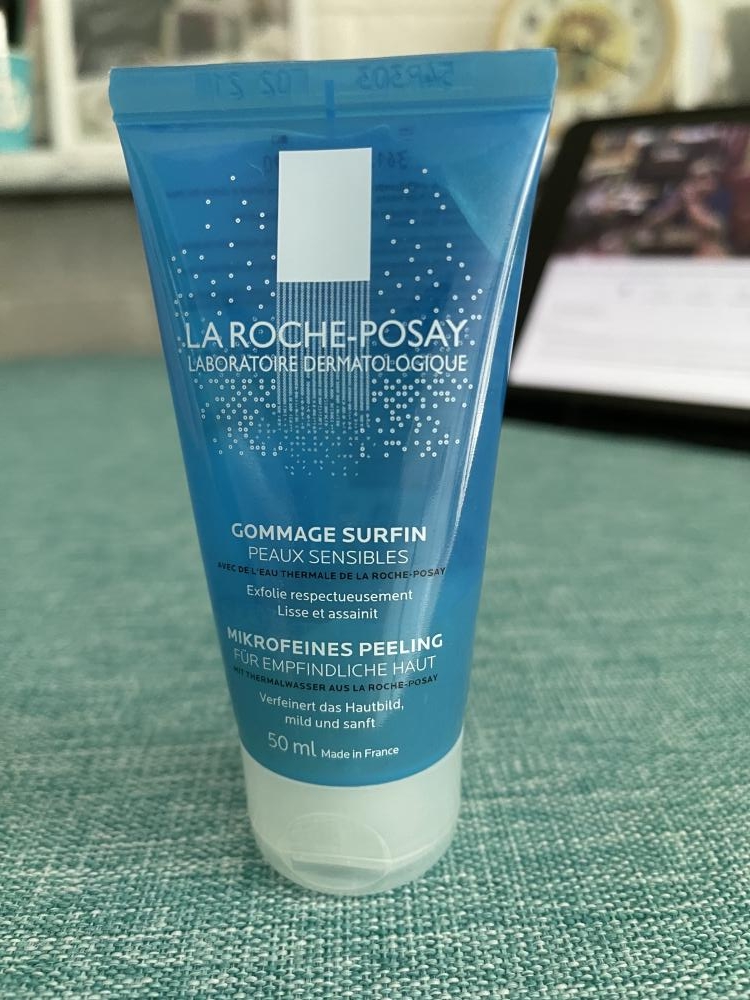 LA ROCHE-POSAY
LABORATOIRE DERMATOLOGIQUE
GOMMAGE SURFIN
PEAUX SENSIBLES
AVEC DE L'EAU THERMALE DE LA ROCHE-POSAY
Exfolie respectueusement
Lisse et assainit
MIKROFEINES PEELING
FÜR EMPFINDLICHE HAUT
MIT THERMALWASSER AUS LA ROCHE-POSAY
Verfeinert das Hautbild,
mild und sanft
50 ml Made in France